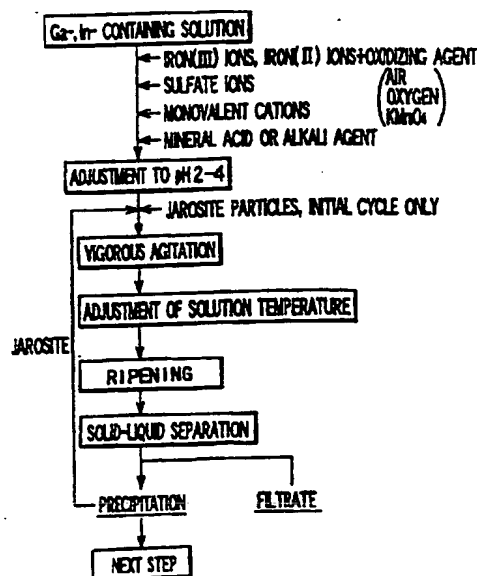 Ga-, In- CONTAINING SOLUTION
IRON(III) IONS, IRON(II) IONS+OXIDIZING AGENT
SULFATE IONS
MONOVALENT CATIONS
(AIR
OXYGEN
KMnO4)
MINERAL ACID OR ALKALI AGENT
ADJUSTMENT TO pH 2-4
JAROSITE PARTICLES, INITIAL CYCLE ONLY
VIGOROUS AGITATION
ADJUSTMENT OF SOLUTION TEMPERATURE
JAROSITE
RIPENING
SOLID-LIQUID SEPARATION
PRECIPITATION
FILTRATE
NEXT STEP